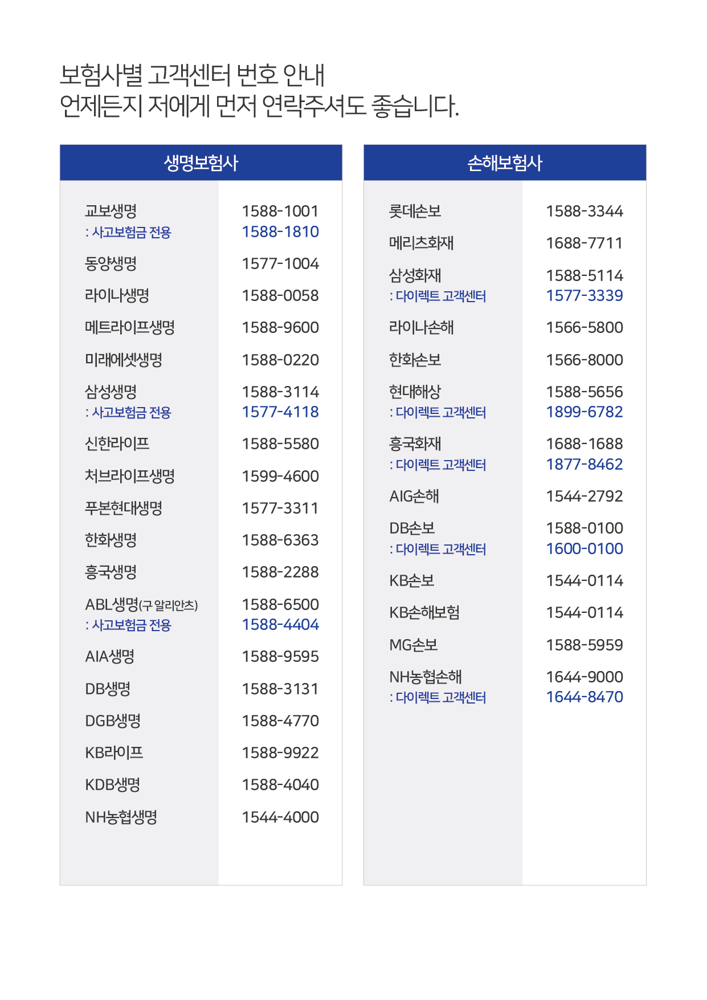 보험사별 고객센터 번호 안내
언제든지 저에게 먼저 연락주셔도 좋습니다.
생명보험사
교보생명 1588-1001
: 사고보험금 전용 1588-1810
동양생명 1577-1004
라이나생명 1588-0058
메트라이프생명 1588-9600
미래에셋생명 1588-0220
삼성생명 1588-3114
: 사고보험금 전용 1577-4118
신한라이프 1588-5580
처브라이프생명 1599-4600
푸본현대생명 1577-3311
한화생명 1588-6363
흥국생명 1588-2288
ABL생명(구 알리안츠) 1588-6500
: 사고보험금 전용 1588-4404
AIA생명 1588-9595
DB생명 1588-3131
DGB생명 1588-4770
KB라이프 1588-9922
KDB생명 1588-4040
NH농협생명 1544-4000
손해보험사
롯데손보 1588-3344
메리츠화재 1688-7711
삼성화재 1588-5114
: 다이렉트 고객센터 1577-3339
라이나손해 1566-5800
한화손보 1566-8000
현대해상 1588-5656
: 다이렉트 고객센터 1899-6782
흥국화재 1688-1688
: 다이렉트 고객센터 1877-8462
AIG손해 1544-2792
DB손보 1588-0100
: 다이렉트 고객센터 1600-0100
KB손보 1544-0114
KB손해보험 1544-0114
MG손보 1588-5959
NH농협손해 1644-9000
: 다이렉트 고객센터 1644-8470